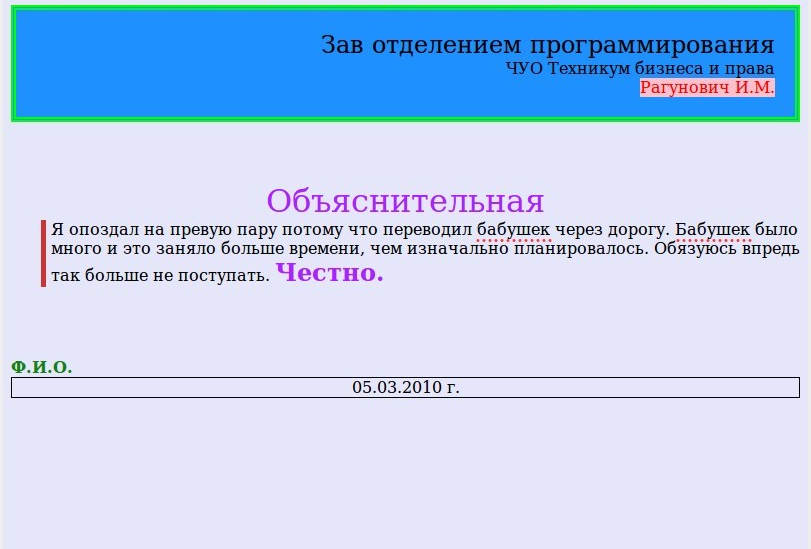 Зав отделением программирования
ЧУО Техникум бизнеса и права
Рагунович И.М.
Объяснительная
Я опоздал на превую пару потому что переводил бабушек через дорогу. Бабушек было
много и это заняло больше времени, чем изначально планировалось. Обязуюсь впредь
так больше не поступать. Честно.
Ф.И.О.
05.03.2010 г.